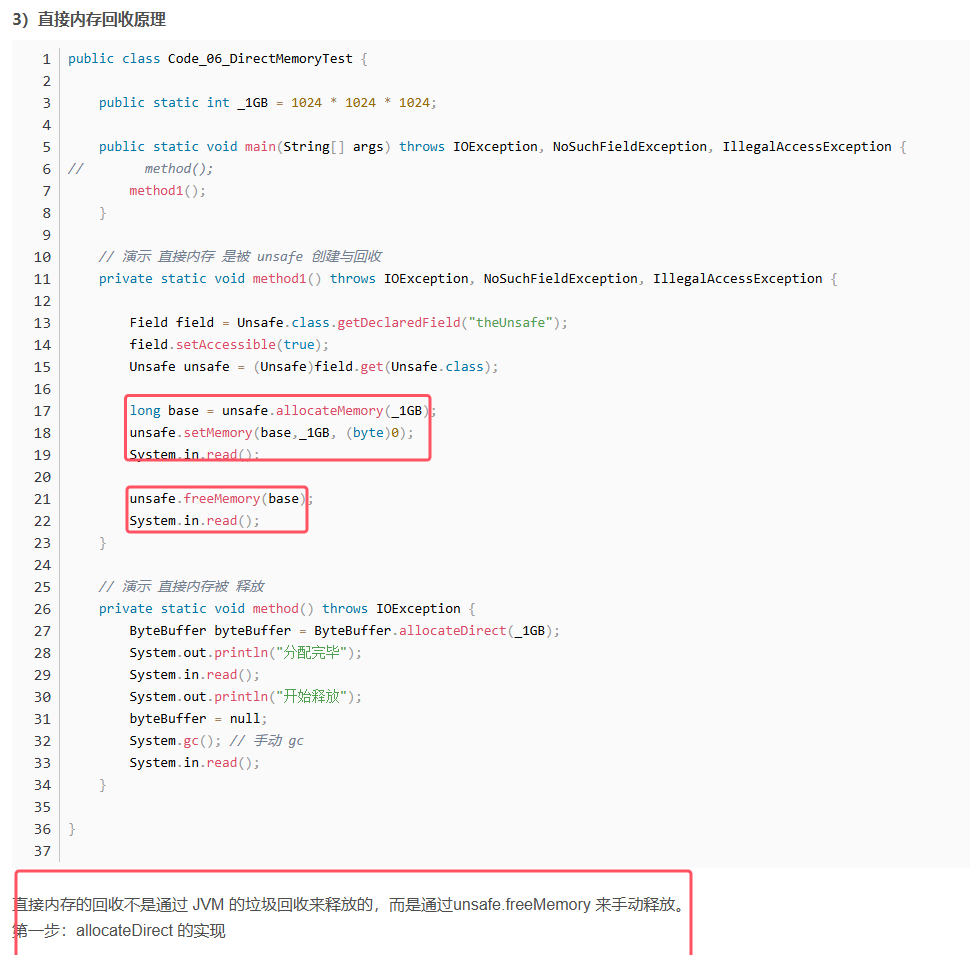 3）直接内存回收原理
1 public class Code_06_DirectMemoryTest {
2
3 public static int _1GB = 1024 * 1024 * 1024;
4
5 public static void main(String[] args) throws IOException, NoSuchFieldException, IllegalAccessException {
6 // method();
7 method1();
8 }
9
10 // 演示 直接内存 是被 unsafe 创建与回收
11 private static void method1() throws IOException, NoSuchFieldException, IllegalAccessException {
12
13 Field field = Unsafe.class.getDeclaredField("theUnsafe");
14 field.setAccessible(true);
15 Unsafe unsafe = (Unsafe)field.get(Unsafe.class);
16
17 long base = unsafe.allocateMemory(_1GB);
18 unsafe.setMemory(base,_1GB, (byte)0);
19 System.in.read();
20
21 unsafe.freeMemory(base);
22 System.in.read();
23 }
24
25 // 演示 直接内存被 释放
26 private static void method() throws IOException {
27 ByteBuffer byteBuffer = ByteBuffer.allocateDirect(_1GB);
28 System.out.println("分配完毕");
29 System.in.read();
30 System.out.println("开始释放");
31 byteBuffer = null;
32 System.gc(); // 手动 gc
33 System.in.read();
34 }
35
36 }
37
直接内存的回收不是通过 JVM 的垃圾回收来释放的，而是通过unsafe.freeMemory 来手动释放。
第一步：allocateDirect 的实现